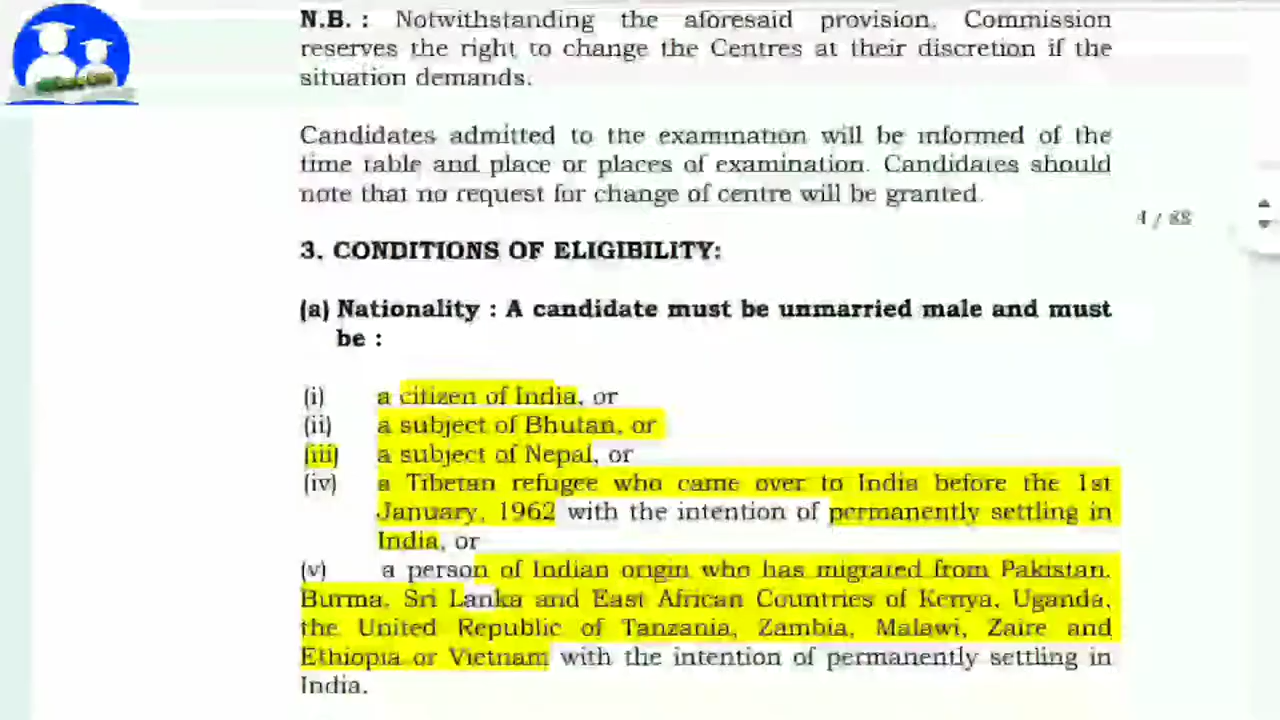 N.B. : Notwithstanding the aforesaid provision, Commission
reserves the right to change the Centres at their discretion if the
situation demands.
Candidates admitted to the examination will be informed of the
time table and place or places of examination. Candidates should
note that no request for change of centre will be granted.
4 / 88
3. CONDITIONS OF ELIGIBILITY:
(a) Nationality : A candidate must be unmarried male and must
be :
(i) a citizen of India, or
(ii) a subject of Bhutan, or
(iii) a subject of Nepal, or
(iv) a Tibetan refugee who came over to India before the 1st
January, 1962 with the intention of permanently settling in
India, or
(v) a person of Indian origin who has migrated from Pakistan,
Burma, Sri Lanka and East African Countries of Kenya, Uganda,
the United Republic of Tanzania, Zambia, Malawi, Zaire and
Ethiopia or Vietnam with the intention of permanently settling in
India.